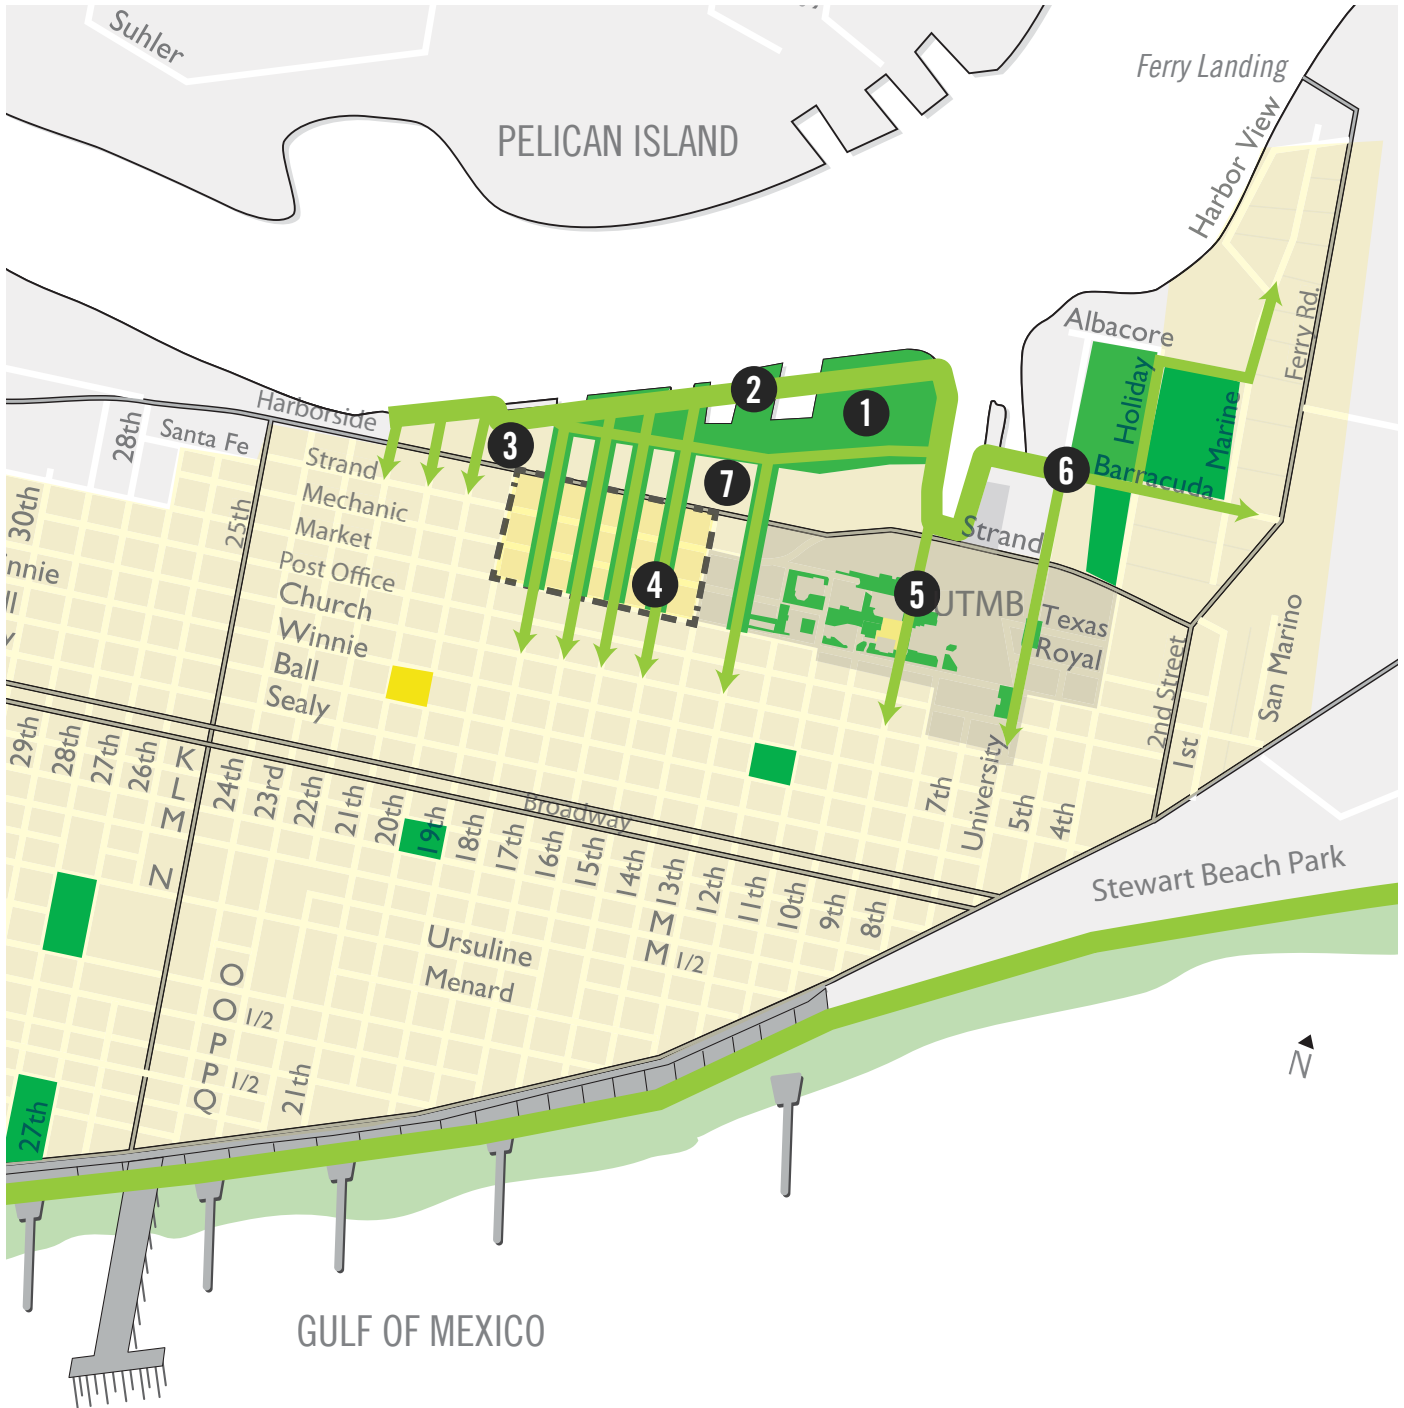 Suhler
Ferry Landing
PELICAN ISLAND
Harbor View
Ferry Rd.
Albacore
Holiday
Marine
Barracuda
2
1
3
7
6
4
5
Harborside
Santa Fe
28th
30th
25th
Strand
Mechanic
Market
Post Office
Church
Winnie
Ball
Sealy
nnie
ll
y
Strand
UTMB
Texas
Royal
2nd Street
1st
San Marino
29th
28th
27th
26th
K
L
M
N
24th
23rd
22th
21th
20th
19th
18th
17th
16th
15th
14th
13th
12th
11th
10th
9th
8th
7th
University
5th
4th
Broadway
M
M 1/2
Ursuline
Menard
Stewart Beach Park
O
O 1/2
P
P 1/2
Q
21th
27th
N
GULF OF MEXICO